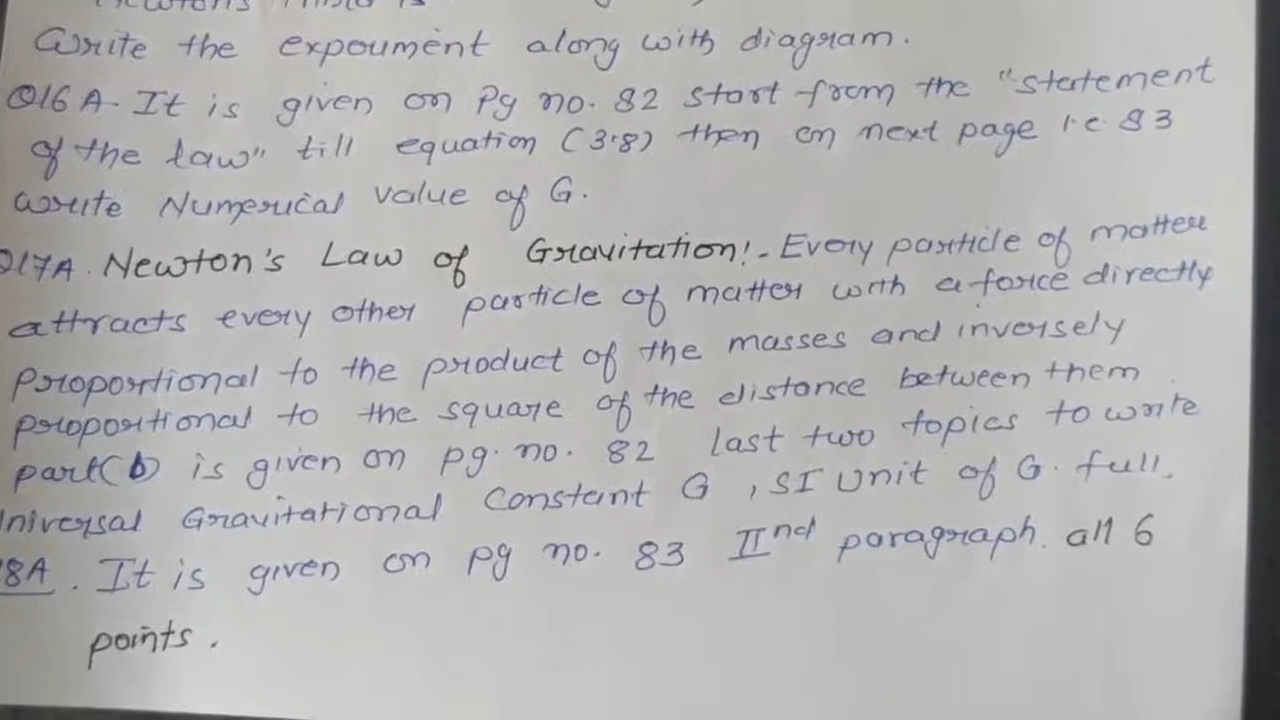 Write the expoument along with diagram.
Q16 A. It is given on Pg no. 82 start from the "statement
of the law" till equation (3.8) then on next page i.e 83
write Numerical value of G.
Q17A. Newton's Law of Gravitation:- Every particle of matter
attracts every other particle of matter with a force directly
proportional to the product of the masses and inversely
proportional to the square of the distance between them
part(b) is given on pg. no. 82 last two topics to write
niversal Gravitational Constant G, SI Unit of G. full.
18A. It is given on pg no. 83 IInd paragraph. all 6
points.